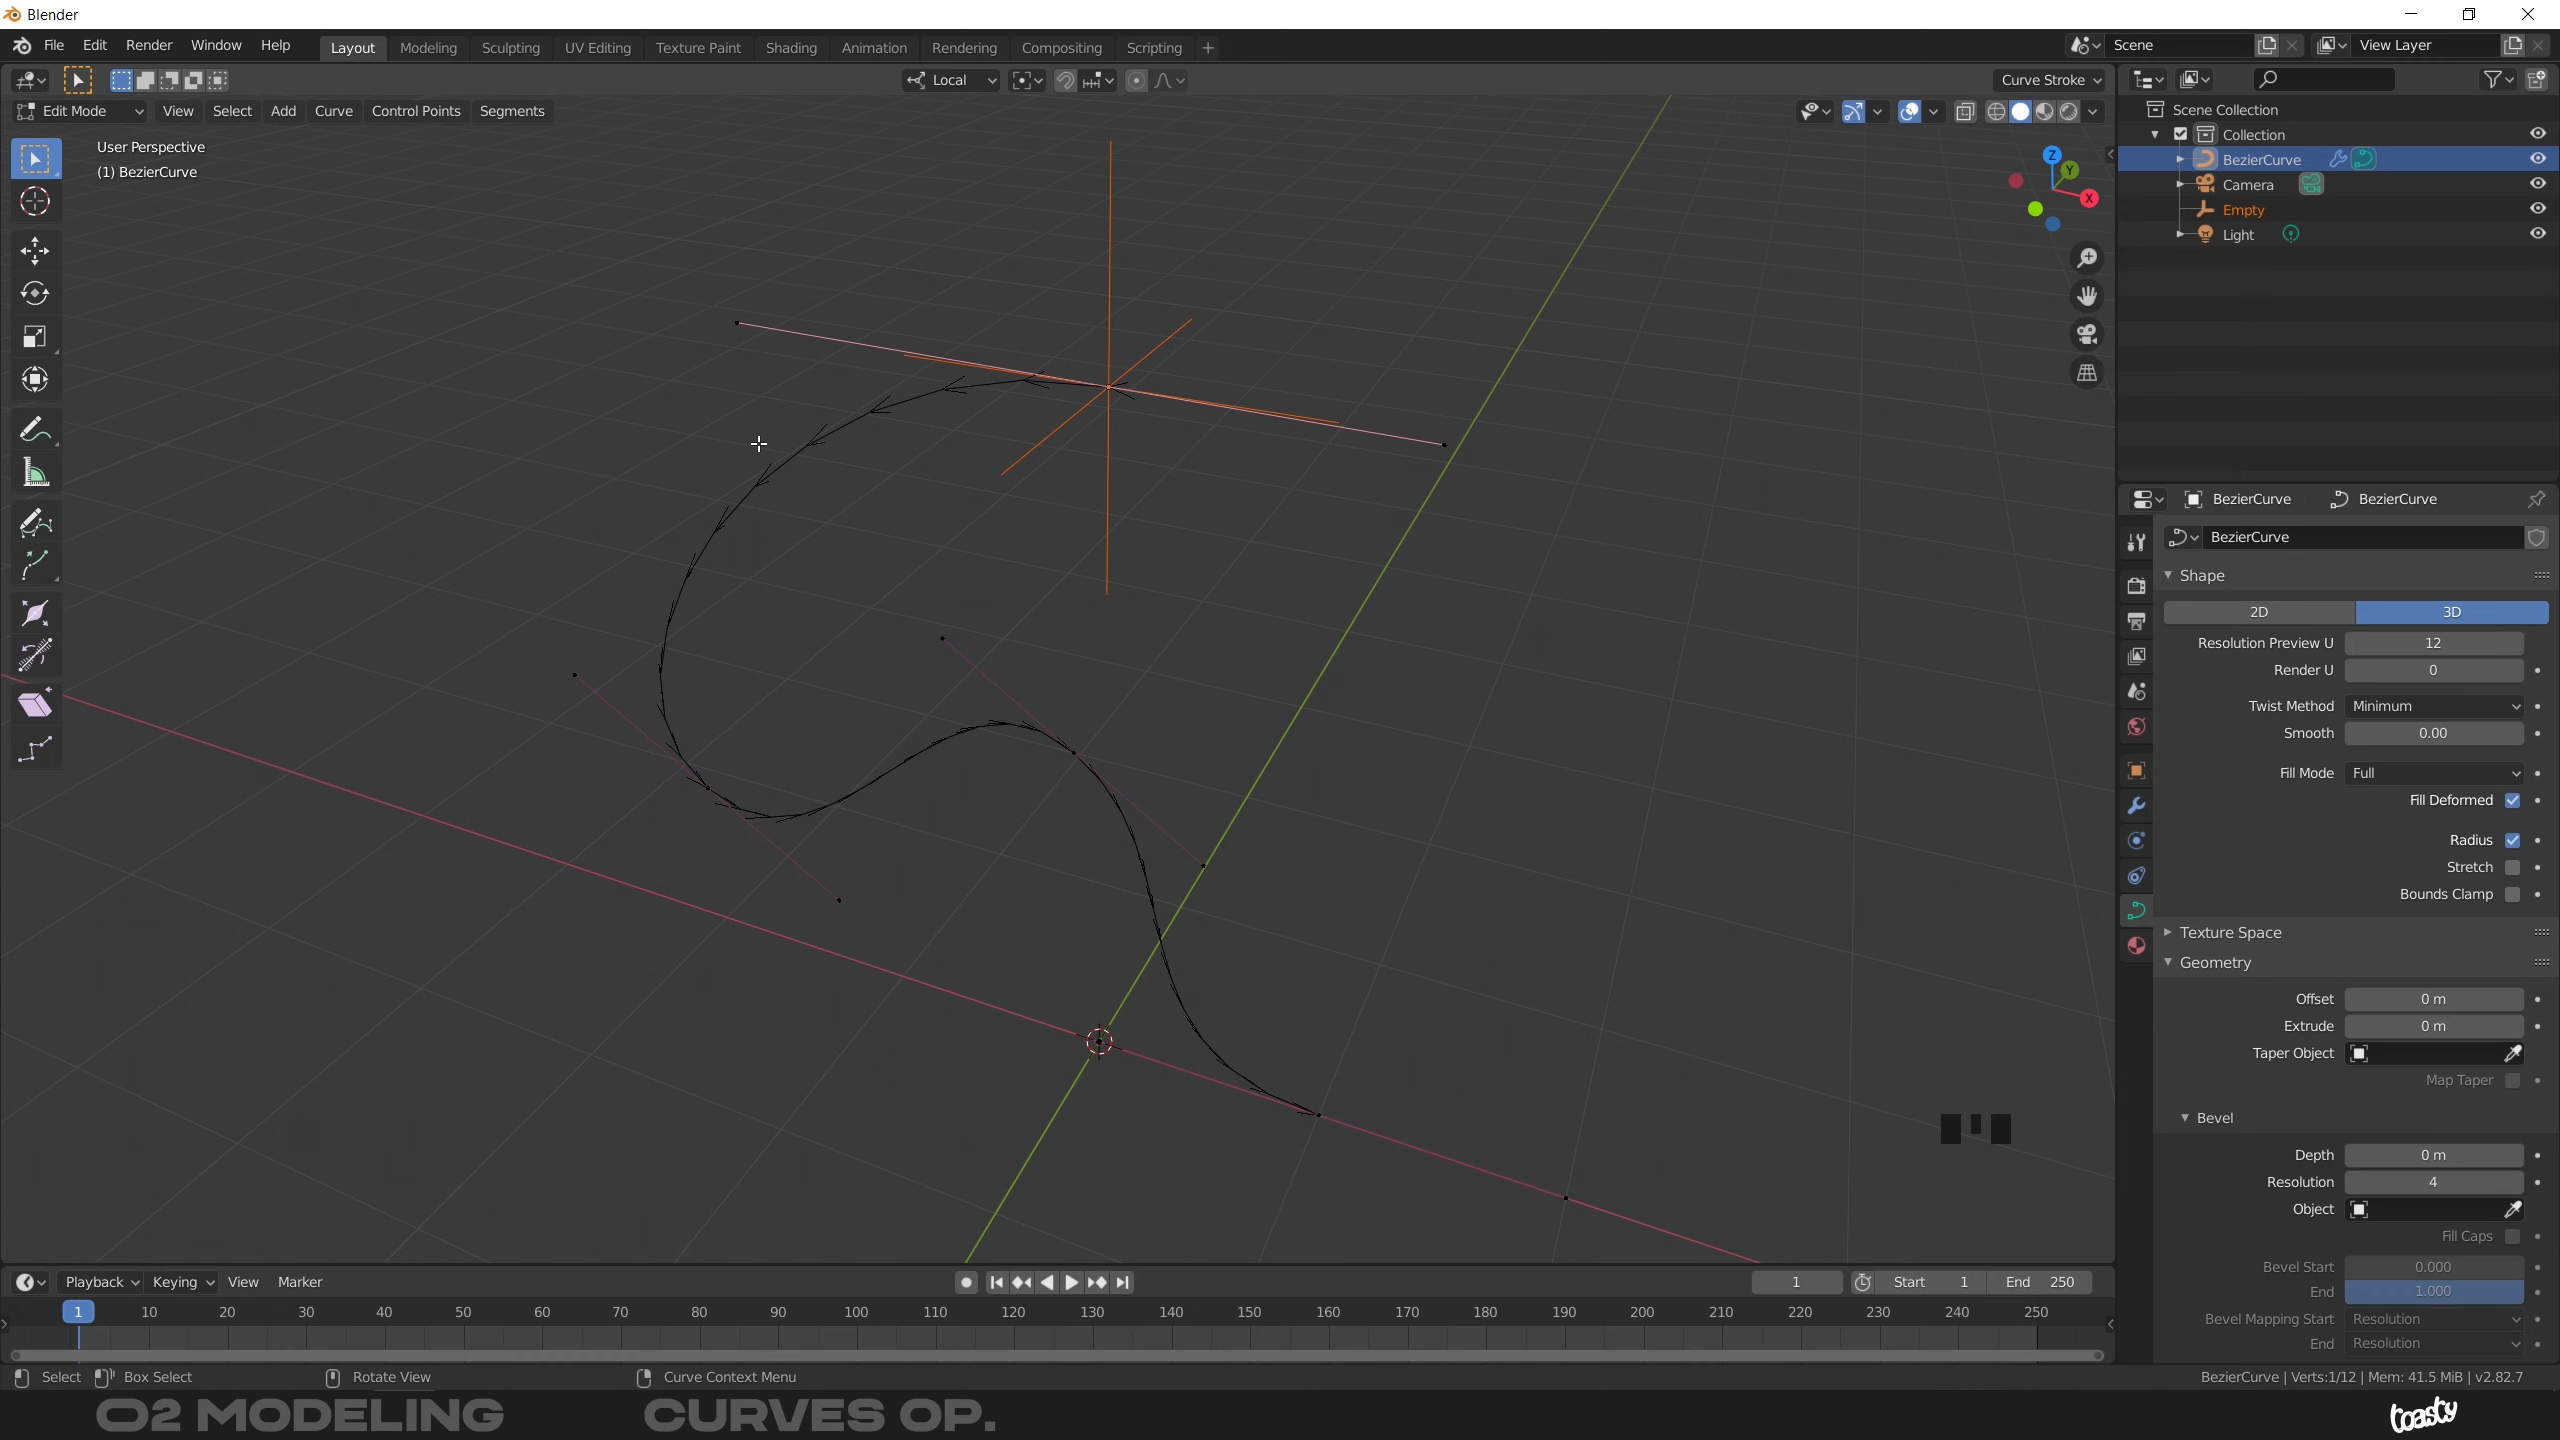 Blender
File Edit Render Window Help Layout Modeling Sculpting UV Editing Texture Paint Shading Animation Rendering Compositing Scripting + Scene View Layer
Local Curve Stroke
Edit Mode View Select Add Curve Control Points Segments
User Perspective
(1) BezierCurve
Z
Y
X
Scene Collection
Collection
BezierCurve
Camera
Empty
Light
BezierCurve BezierCurve
BezierCurve
Shape
2D 3D
Resolution Preview U 12
Render U 0
Twist Method Minimum
Smooth 0.00
Fill Mode Full
Fill Deformed
Radius
Stretch
Bounds Clamp
Texture Space
Geometry
Offset 0 m
Extrude 0 m
Taper Object
Map Taper
Bevel
Depth 0 m
Resolution 4
Object
Fill Caps
Bevel Start 0.000
End 1.000
Bevel Mapping Start Resolution
End Resolution
Playback Keying View Marker 1 Start 1 End 250
1 10 20 30 40 50 60 70 80 90 100 110 120 130 140 150 160 170 180 190 200 210 220 230 240 250
Select Box Select Rotate View Curve Context Menu BezierCurve | Verts:1/12 | Mem: 41.5 MiB | v2.82.7
02 MODELING CURVES OP. toasty